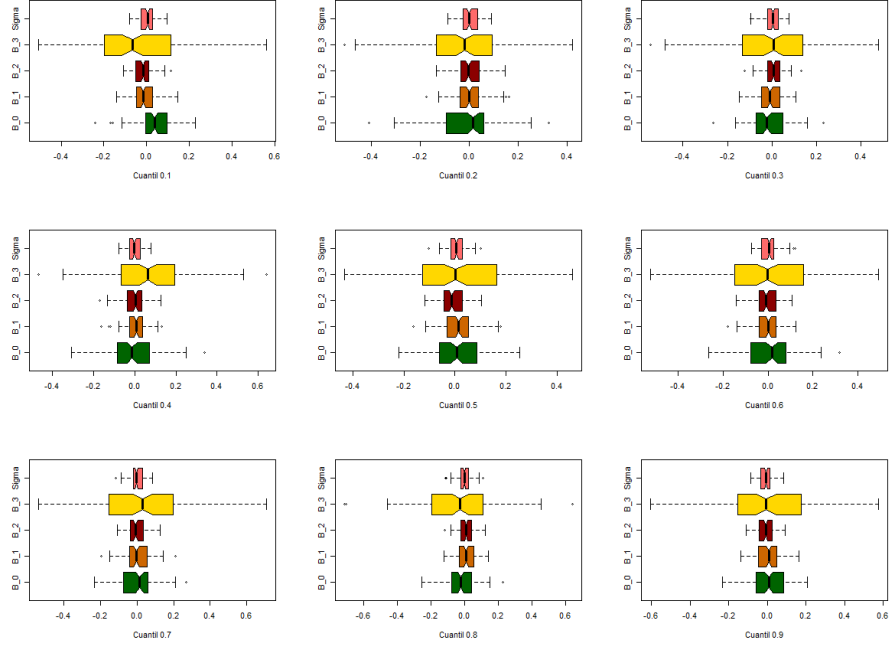 Sigma
B_3
B_2
B_1
B_0
-0.4 -0.2 0.0 0.2 0.4 0.6
Cuantil 0.1
Sigma
B_3
B_2
B_1
B_0
-0.4 -0.2 0.0 0.2 0.4
Cuantil 0.2
Sigma
B_3
B_2
B_1
B_0
-0.4 -0.2 0.0 0.2 0.4
Cuantil 0.3
Sigma
B_3
B_2
B_1
B_0
-0.4 -0.2 0.0 0.2 0.4 0.6
Cuantil 0.4
Sigma
B_3
B_2
B_1
B_0
-0.4 -0.2 0.0 0.2 0.4
Cuantil 0.5
Sigma
B_3
B_2
B_1
B_0
-0.4 -0.2 0.0 0.2 0.4
Cuantil 0.6
Sigma
B_3
B_2
B_1
B_0
-0.4 -0.2 0.0 0.2 0.4 0.6
Cuantil 0.7
Sigma
B_3
B_2
B_1
B_0
-0.6 -0.4 -0.2 0.0 0.2 0.4 0.6
Cuantil 0.8
Sigma
B_3
B_2
B_1
B_0
-0.6 -0.4 -0.2 0.0 0.2 0.4 0.6
Cuantil 0.9